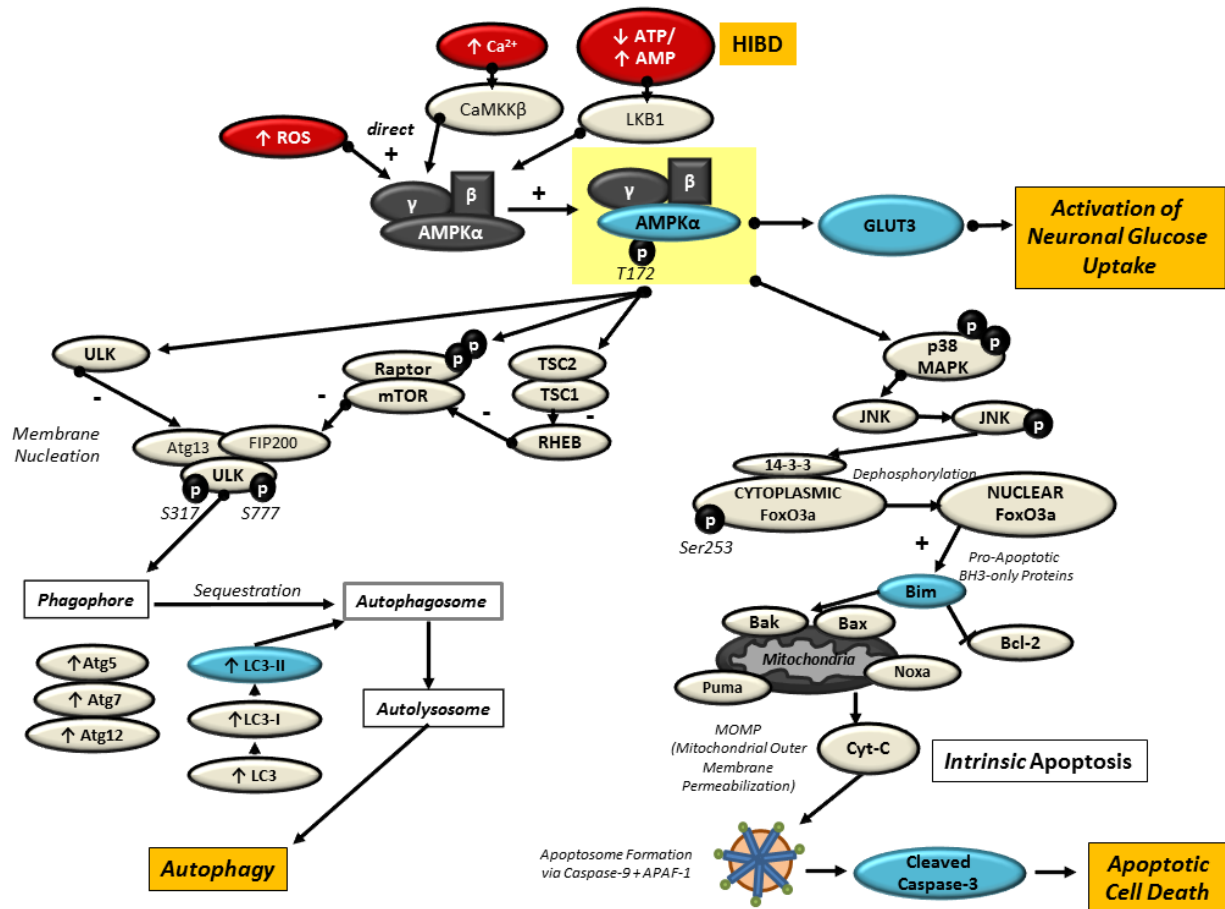 ↑ Ca²⁺
↓ ATP/
↑ AMP
HIBD
CaMKKβ
LKB1
↑ ROS
direct
+
γ
β
AMPKα
+
γ
β
AMPKα
p
T172
GLUT3
Activation of
Neuronal Glucose
Uptake
ULK
-
Raptor
p
p
mTOR
-
TSC2
TSC1
-
RHEB
-
p38
MAPK
p
p
JNK
JNK
p
Membrane
Nucleation
Atg13
FIP200
ULK
p
p
S317
S777
14-3-3
Dephosphorylation
CYTOPLASMIC
FoxO3a
p
Ser253
NUCLEAR
FoxO3a
+
Pro-Apoptotic
BH3-only Proteins
Bim
Bak
Bax
Bcl-2
Mitochondria
Puma
Noxa
Phagophore
Sequestration
Autophagosome
↑ Atg5
↑ Atg7
↑ Atg12
↑ LC3-II
↑LC3-I
↑ LC3
Autolysosome
Autophagy
MOMP
(Mitochondrial Outer
Membrane
Permeabilization)
Cyt-C
Intrinsic Apoptosis
Apoptosome Formation
via Caspase-9 + APAF-1
Cleaved
Caspase-3
Apoptotic
Cell Death